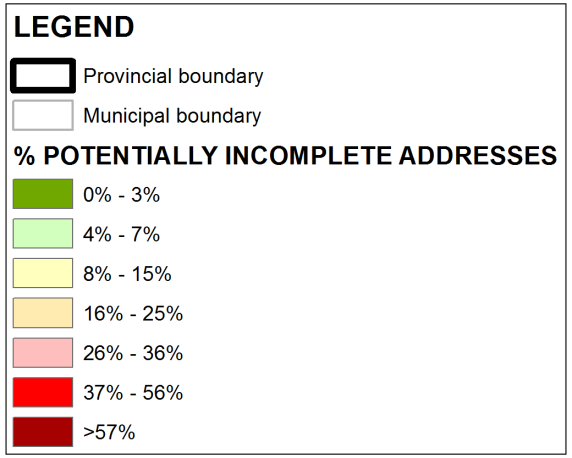 LEGEND
Provincial boundary
Municipal boundary
% POTENTIALLY INCOMPLETE ADDRESSES
0% - 3%
4% - 7%
8% - 15%
16% - 25%
26% - 36%
37% - 56%
>57%